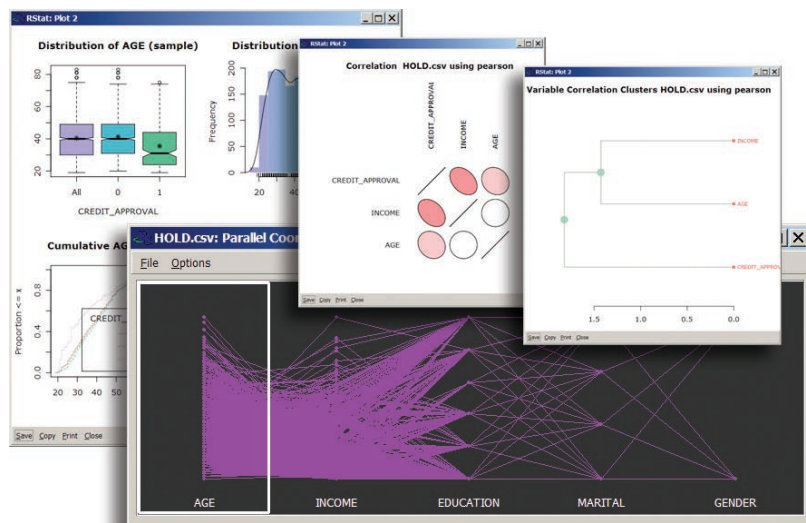 RStat: Plot 2
Distribution of AGE (sample)
80
60
40
20
All 0 1
CREDIT_APPROVAL
Distribution
Frequency
200
150
100
50
0
20 40
Cumulative AG
Proportion <= x
0.8
0.4
0.0
CREDIT_
20 30 40 50
Save Copy Print Close
RStat: Plot 2
Correlation HOLD.csv using pearson
CREDIT_APPROVAL
INCOME
AGE
CREDIT_APPROVAL
INCOME
AGE
Save Copy Print Close
RStat: Plot 2
Variable Correlation Clusters HOLD.csv using pearson
INCOME
AGE
CREDIT_APPROV
1.5 1.0 0.5 0.0
Save Copy Print Close
HOLD.csv: Parallel Coor
File Options
AGE INCOME EDUCATION MARITAL GENDER